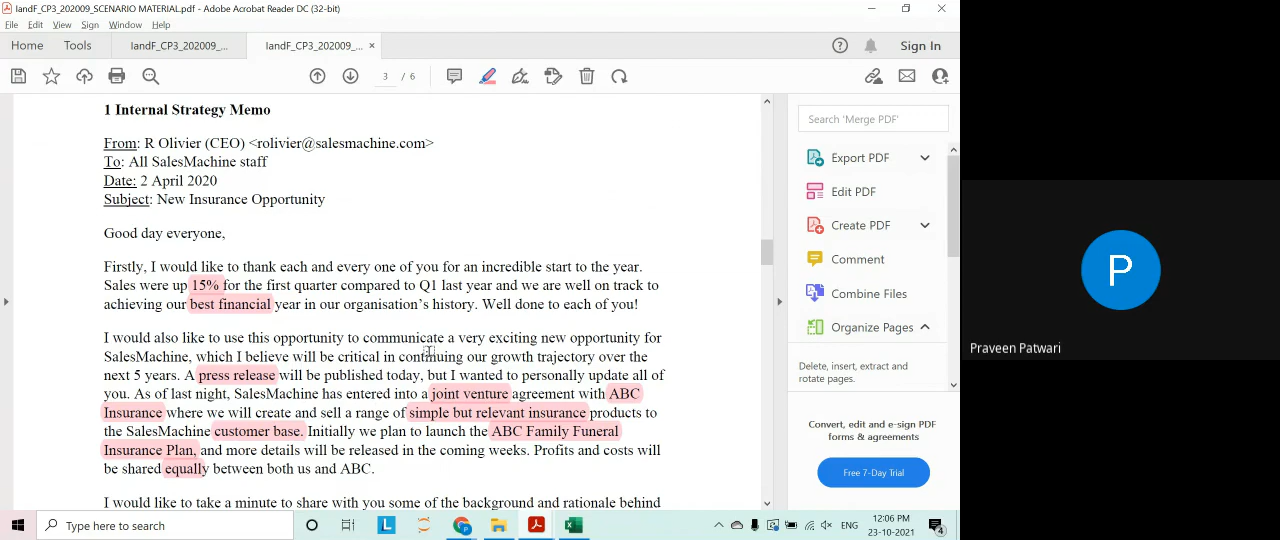 IandF_CP3_202009_SCENARIO MATERIAL.pdf - Adobe Acrobat Reader DC (32-bit)
File Edit View Sign Window Help
Home Tools IandF_CP3_202009_... IandF_CP3_202009_... × Sign In
3 / 6
1 Internal Strategy Memo
From: R Olivier (CEO) <rolivier@salesmachine.com>
To: All SalesMachine staff
Date: 2 April 2020
Subject: New Insurance Opportunity
Good day everyone,
Firstly, I would like to thank each and every one of you for an incredible start to the year.
Sales were up 15% for the first quarter compared to Q1 last year and we are well on track to
achieving our best financial year in our organisation's history. Well done to each of you!
I would also like to use this opportunity to communicate a very exciting new opportunity for
SalesMachine, which I believe will be critical in continuing our growth trajectory over the
next 5 years. A press release will be published today, but I wanted to personally update all of
you. As of last night, SalesMachine has entered into a joint venture agreement with ABC
Insurance where we will create and sell a range of simple but relevant insurance products to
the SalesMachine customer base. Initially we plan to launch the ABC Family Funeral
Insurance Plan, and more details will be released in the coming weeks. Profits and costs will
be shared equally between both us and ABC.
I would like to take a minute to share with you some of the background and rationale behind
Search 'Merge PDF'
Export PDF
Edit PDF
Create PDF
Comment
Combine Files
Organize Pages
Delete, insert, extract and
rotate pages.
Convert, edit and e-sign PDF
forms & agreements
Free 7-Day Trial
P
Praveen Patwari
Type here to search
L
ENG
12:06 PM
23-10-2021
4